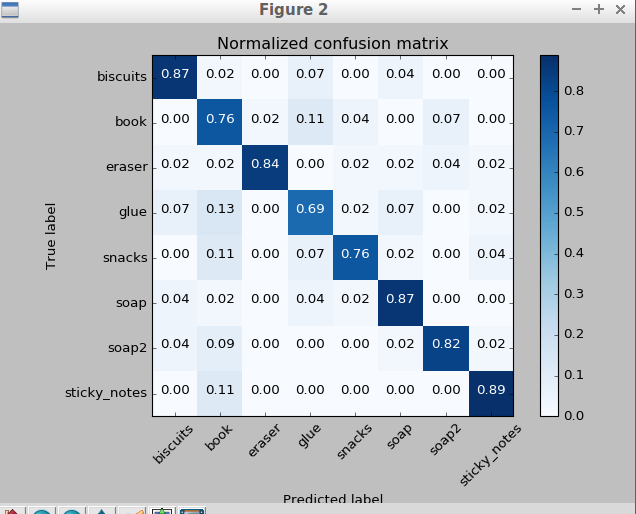 Figure 2
Normalized confusion matrix
biscuits 0.87 0.02 0.00 0.07 0.00 0.04 0.00 0.00
book 0.00 0.76 0.02 0.11 0.04 0.00 0.07 0.00
eraser 0.02 0.02 0.84 0.00 0.02 0.02 0.04 0.02
glue 0.07 0.13 0.00 0.69 0.02 0.07 0.00 0.02
snacks 0.00 0.11 0.00 0.07 0.76 0.02 0.00 0.04
soap 0.04 0.02 0.00 0.04 0.02 0.87 0.00 0.00
soap2 0.04 0.09 0.00 0.00 0.00 0.02 0.82 0.02
sticky_notes 0.00 0.11 0.00 0.00 0.00 0.00 0.00 0.89
True label
biscuits book eraser glue snacks soap soap2 sticky_notes
Predicted label
0.8
0.7
0.6
0.5
0.4
0.3
0.2
0.1
0.0